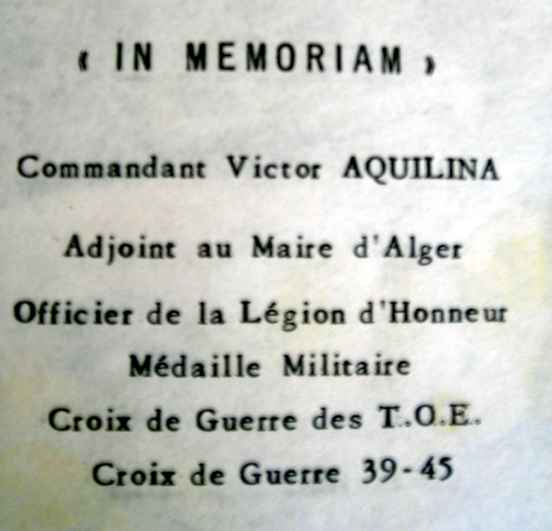 « IN MEMORIAM »
Commandant Victor AQUILINA
Adjoint au Maire d'Alger
Officier de la Légion d'Honneur
Médaille Militaire
Croix de Guerre des T.O.E.
Croix de Guerre 39-45